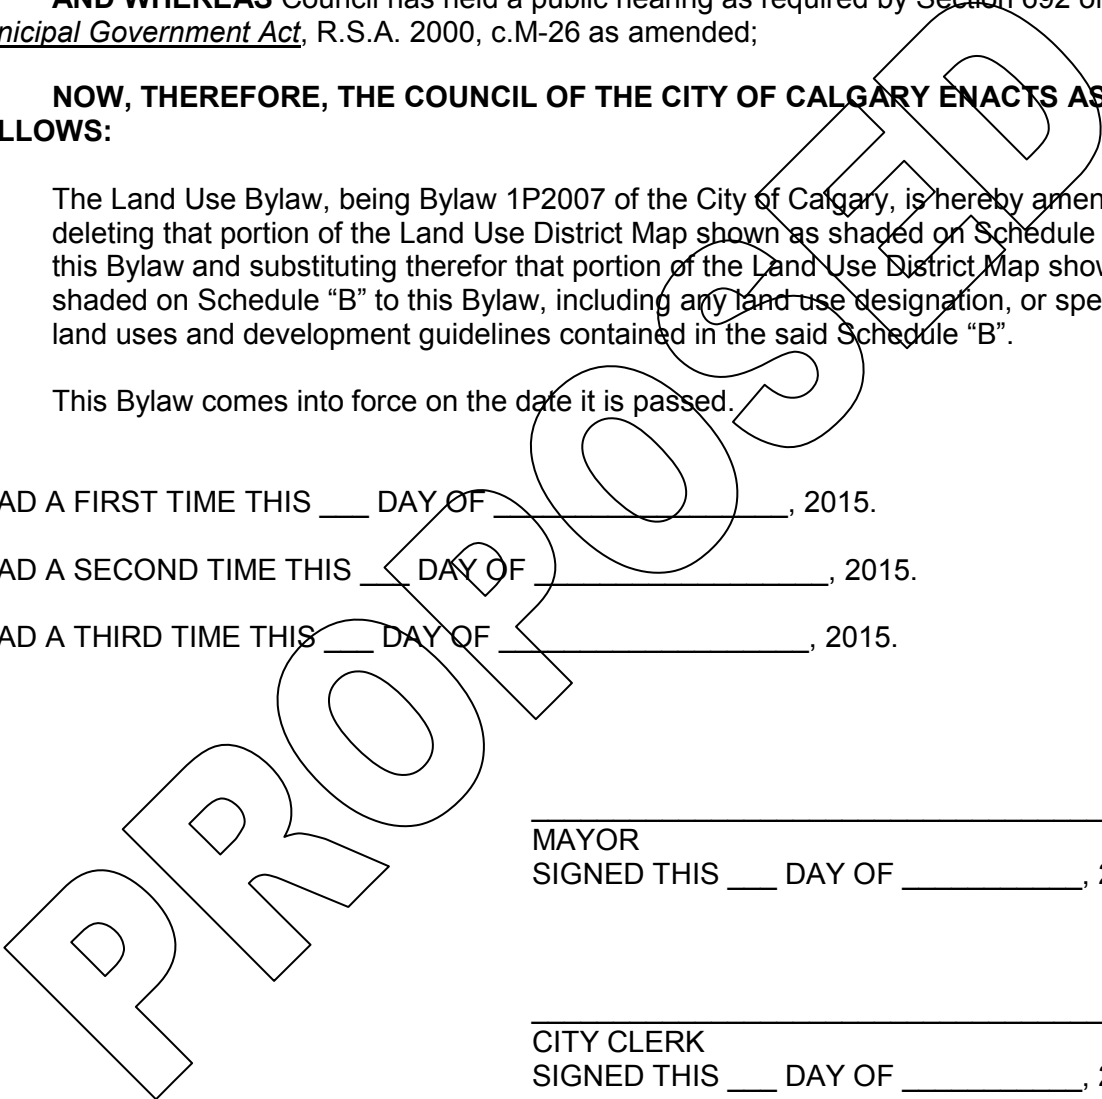 AND WHEREAS Council has held a public hearing as required by Section 692 of
nicipal Government Act, R.S.A. 2000, c.M-26 as amended;
NOW, THEREFORE, THE COUNCIL OF THE CITY OF CALGARY ENACTS AS
LLOWS:
The Land Use Bylaw, being Bylaw 1P2007 of the City of Calgary, is hereby amen
deleting that portion of the Land Use District Map shown as shaded on Schedule
this Bylaw and substituting therefor that portion of the Land Use District Map show
shaded on Schedule “B” to this Bylaw, including any land use designation, or spe
land uses and development guidelines contained in the said Schedule “B”.
This Bylaw comes into force on the date it is passed.
AD A FIRST TIME THIS ___ DAY OF __________________, 2015.
AD A SECOND TIME THIS ___ DAY OF __________________, 2015.
AD A THIRD TIME THIS ___ DAY OF ___________________, 2015.
MAYOR
SIGNED THIS ___ DAY OF ___________, 2
CITY CLERK
SIGNED THIS ___ DAY OF ___________, 2
PROPOSED